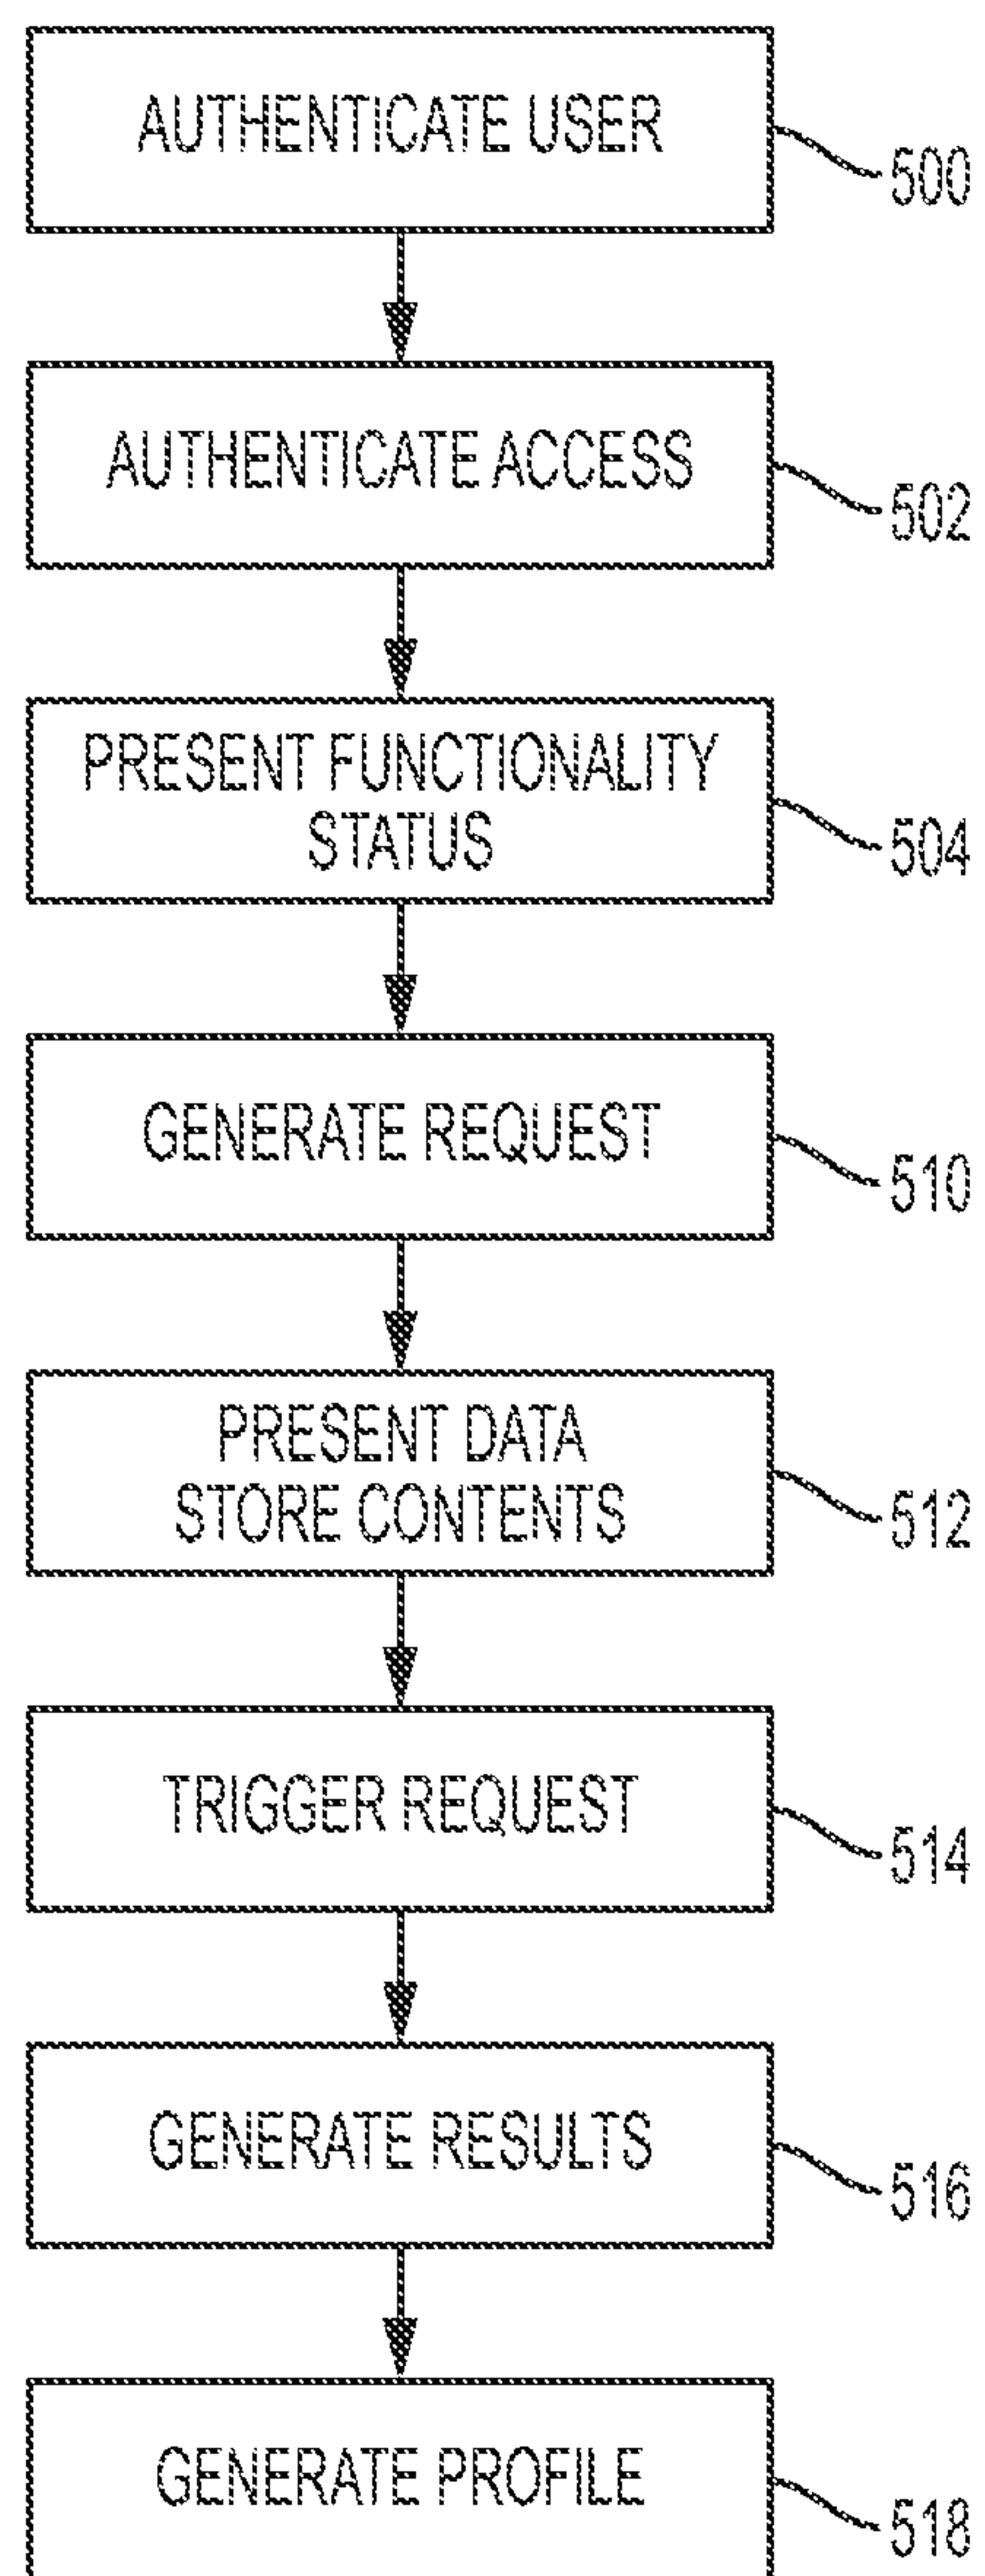 AUTHENTICATE USER
500
AUTHENTICATE ACCESS
502
PRESENT FUNCTIONALITY
STATUS
504
GENERATE REQUEST
510
PRESENT DATA
STORE CONTENTS
512
TRIGGER REQUEST
514
GENERATE RESULTS
516
GENERATE PROFILE
518